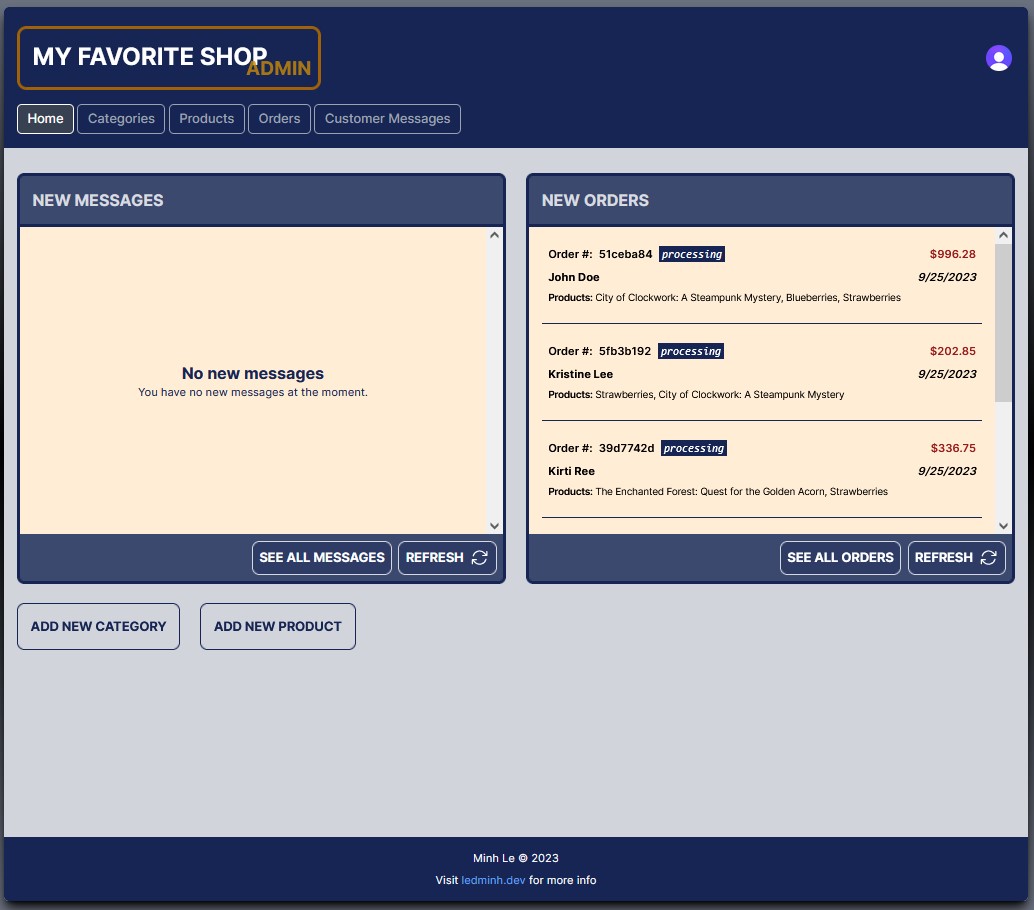 MY FAVORITE SHOP
ADMIN
Home Categories Products Orders Customer Messages
NEW MESSAGES
No new messages
You have no new messages at the moment.
SEE ALL MESSAGES REFRESH
NEW ORDERS
Order #: 51ceba84 processing $996.28
John Doe 9/25/2023
Products: City of Clockwork: A Steampunk Mystery, Blueberries, Strawberries
Order #: 5fb3b192 processing $202.85
Kristine Lee 9/25/2023
Products: Strawberries, City of Clockwork: A Steampunk Mystery
Order #: 39d7742d processing $336.75
Kirti Ree 9/25/2023
Products: The Enchanted Forest: Quest for the Golden Acorn, Strawberries
SEE ALL ORDERS REFRESH
ADD NEW CATEGORY ADD NEW PRODUCT
Minh Le © 2023
Visit ledminh.dev for more info